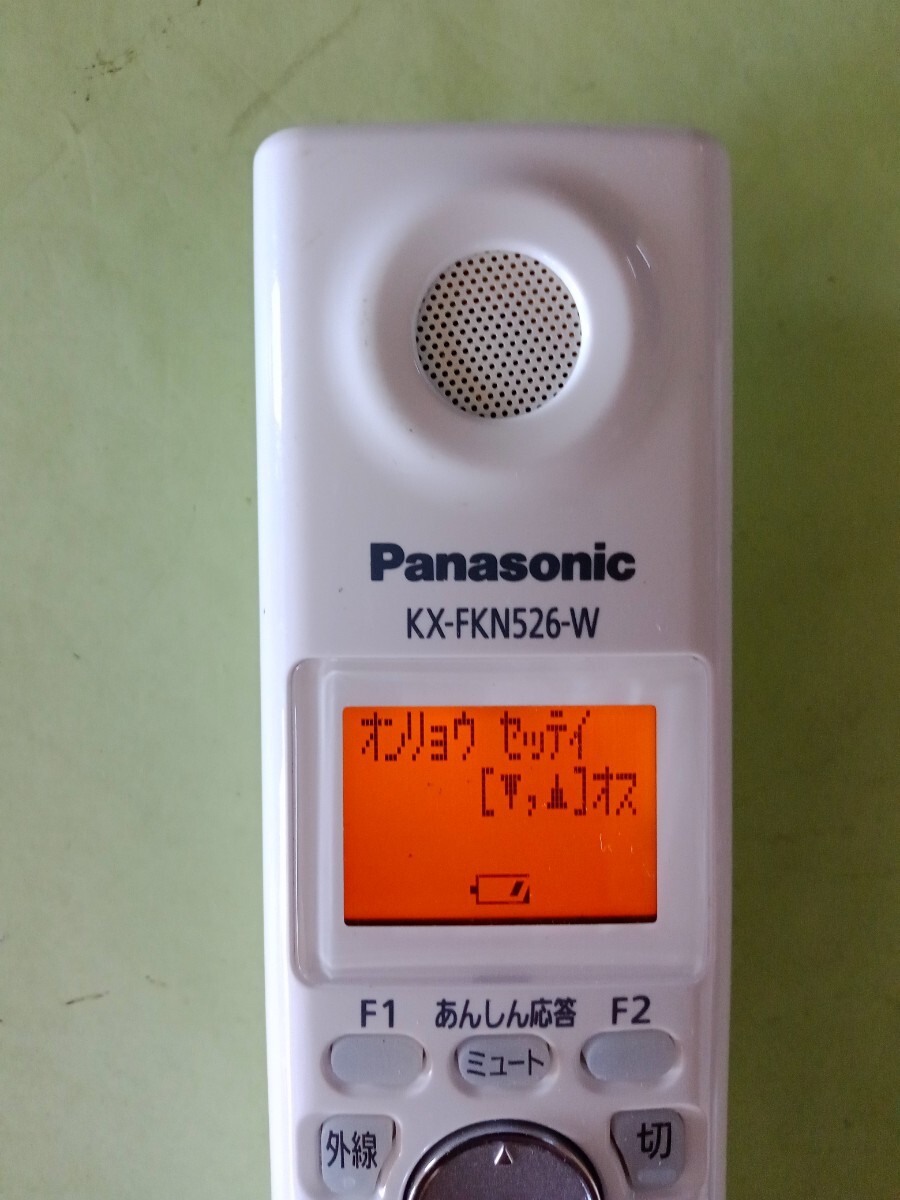 Panasonic
KX-FKN526-W
オンリョウ セッテイ
[▼,▲]オス
F1 あんしん応答 F2
ミュート
外線 切